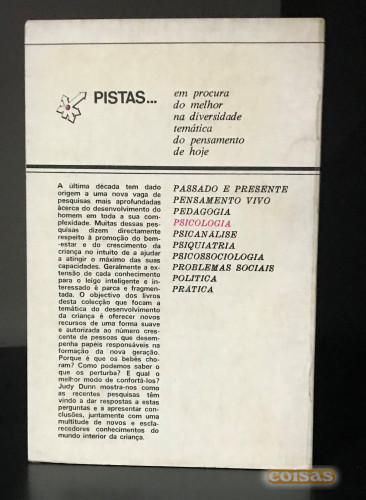 PISTAS...
em procura
do melhor
na diversidade
temática
do pensamento
de hoje
A última década tem dado
origem a uma nova vaga de
pesquisas mais aprofundadas
àcerca do desenvolvimento do
homem em toda a sua com-
plexidade. Muitas dessas pes-
quisas dizem directamente
respeito à promoção do bem-
-estar e do crescimento da
criança no intuito de a ajudar
a atingir o máximo das suas
capacidades. Geralmente a ex-
tensão de cada conhecimento
para o leigo inteligente e in-
teressado é parca e fragmen-
tada. O objectivo dos livros
desta colecção que focam a
temática do desenvolvimento
da criança é oferecer novos
recursos de uma forma suave
e autorizada ao número cres-
cente de pessoas que desem-
penha papéis responsáveis na
formação da nova geração.
Porque é que os bebés cho-
ram? Como podemos saber o
que os perturba? E qual o
melhor modo de confortá-los?
Judy Dunn mostra-nos como
as recentes pesquisas têm
vindo a dar respostas a estas
perguntas e a apresentar con-
clusões, juntamente com uma
multitude de novos e escla-
recedores conhecimentos do
mundo interior da criança.
PASSADO E PRESENTE
PENSAMENTO VIVO
PEDAGOGIA
PSICOLOGIA
PSICANÁLISE
PSIQUIATRIA
PSICOSSOCIOLOGIA
PROBLEMAS SOCIAIS
POLÍTICA
PRÁTICA
coisas